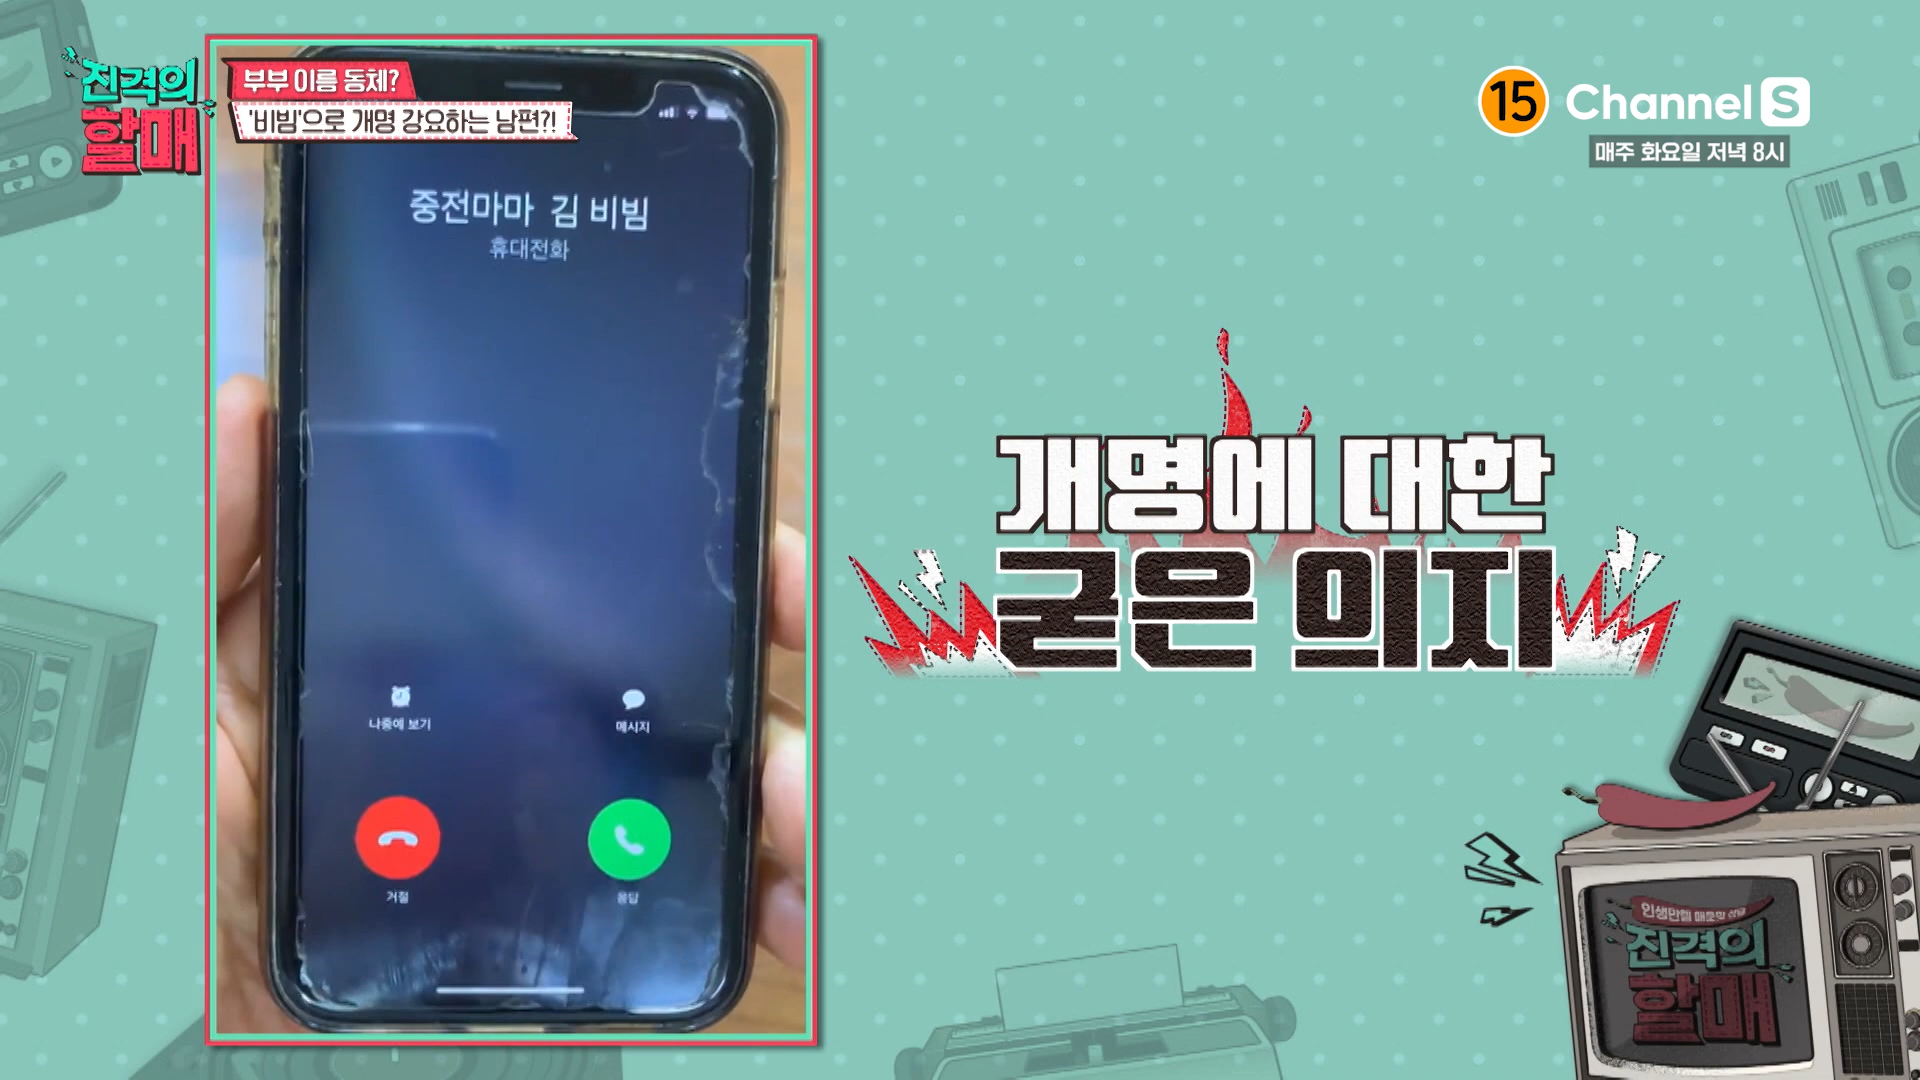 진격의
할매
부부 이름 동체?
'비빔'으로 개명 강요하는 남편?!
15 Channel S
매주 화요일 저녁 8시
중전마마 김 비빔
휴대전화
개명에 대한
굳은 의지
나중에 보기 메시지
거절 응답
진격의
할매